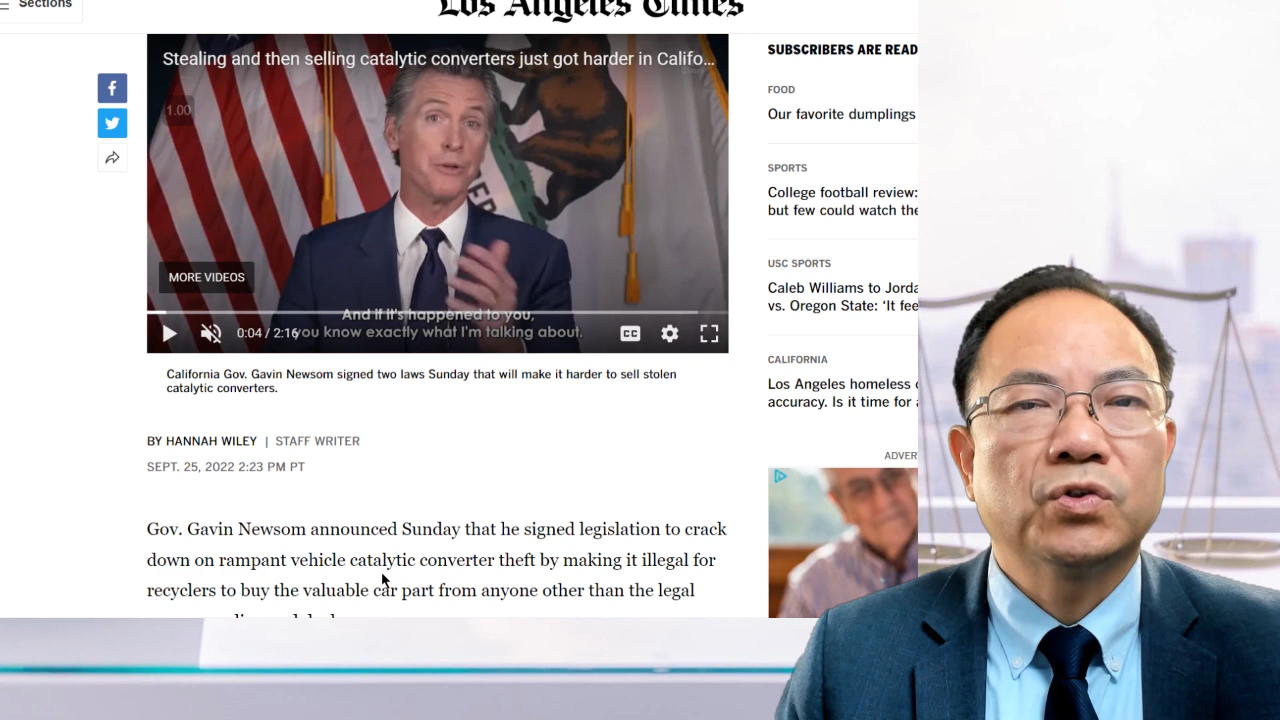 Sections
Los Angeles Times
Stealing and then selling catalytic converters just got harder in Califo...
1.00
MORE VIDEOS
And if it's happened to you,
you know exactly what I'm talking about.
0:04 / 2:16
CC
California Gov. Gavin Newsom signed two laws Sunday that will make it harder to sell stolen
catalytic converters.
BY HANNAH WILEY | STAFF WRITER
SEPT. 25, 2022 2:23 PM PT
Gov. Gavin Newsom announced Sunday that he signed legislation to crack
down on rampant vehicle catalytic converter theft by making it illegal for
recyclers to buy the valuable car part from anyone other than the legal
SUBSCRIBERS ARE READ
FOOD
Our favorite dumplings
SPORTS
College football review:
but few could watch the
USC SPORTS
Caleb Williams to Jorda
vs. Oregon State: 'It fee
CALIFORNIA
Los Angeles homeless
accuracy. Is it time for
ADVER